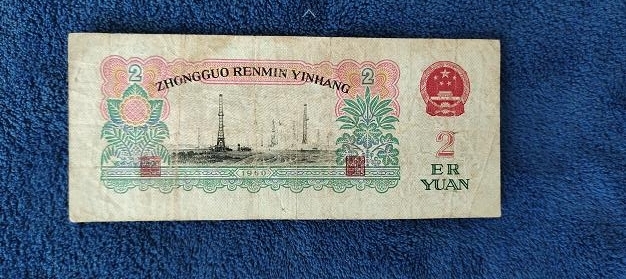 2 2
ZHONGGUO RENMIN YINHANG
2
ER
YUAN
1960